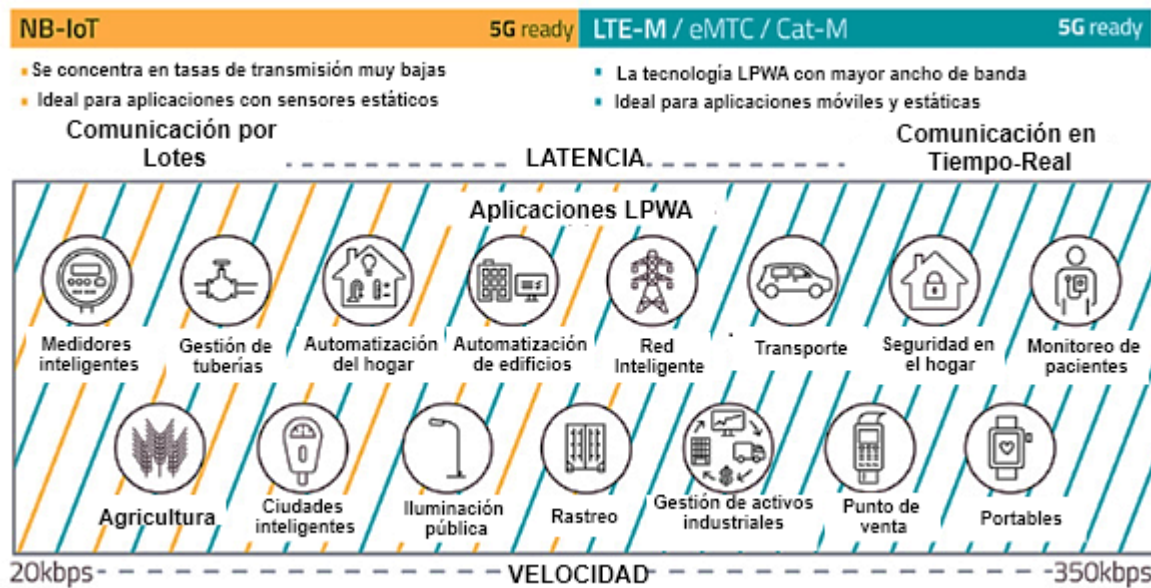 NB-IoT 5G ready
LTE-M / eMTC / Cat-M 5G ready
Se concentra en tasas de transmisión muy bajas
Ideal para aplicaciones con sensores estáticos
La tecnología LPWA con mayor ancho de banda
Ideal para aplicaciones móviles y estáticas
Comunicación por
Lotes
LATENCIA
Comunicación en
Tiempo-Real
Aplicaciones LPWA
Medidores
inteligentes
Gestión de
tuberías
Automatización
del hogar
Automatización
de edificios
Red
Inteligente
Transporte
Seguridad en
el hogar
Monitoreo de
pacientes
Agricultura
Ciudades
inteligentes
Iluminación
pública
Rastreo
Gestión de activos
industriales
Punto de
venta
Portables
20kbps
VELOCIDAD
350kbps